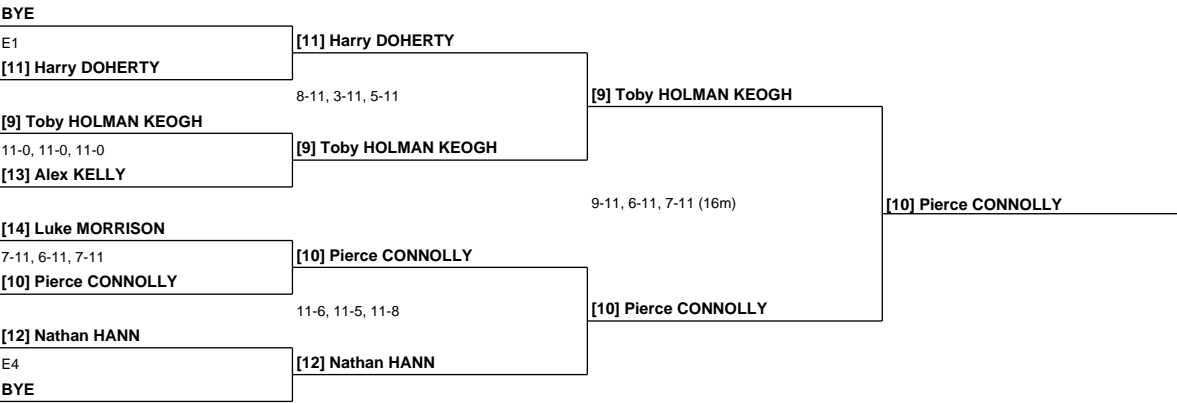 BYE
E1
[11] Harry DOHERTY
[11] Harry DOHERTY
8-11, 3-11, 5-11
[9] Toby HOLMAN KEOGH
[9] Toby HOLMAN KEOGH
11-0, 11-0, 11-0
[9] Toby HOLMAN KEOGH
[13] Alex KELLY
9-11, 6-11, 7-11 (16m)
[10] Pierce CONNOLLY
[14] Luke MORRISON
7-11, 6-11, 7-11
[10] Pierce CONNOLLY
[10] Pierce CONNOLLY
11-6, 11-5, 11-8
[10] Pierce CONNOLLY
[12] Nathan HANN
E4
[12] Nathan HANN
BYE